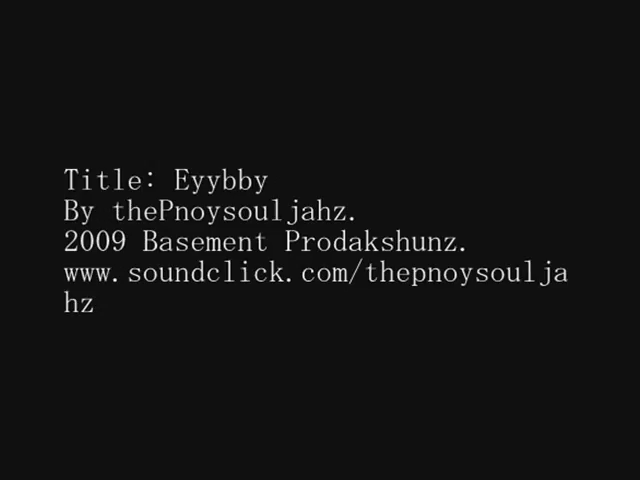 Title: Eyybby
By thePnoysouljahz.
2009 Basement Prodakshunz.
www.soundclick.com/thepnoysoulja
hz